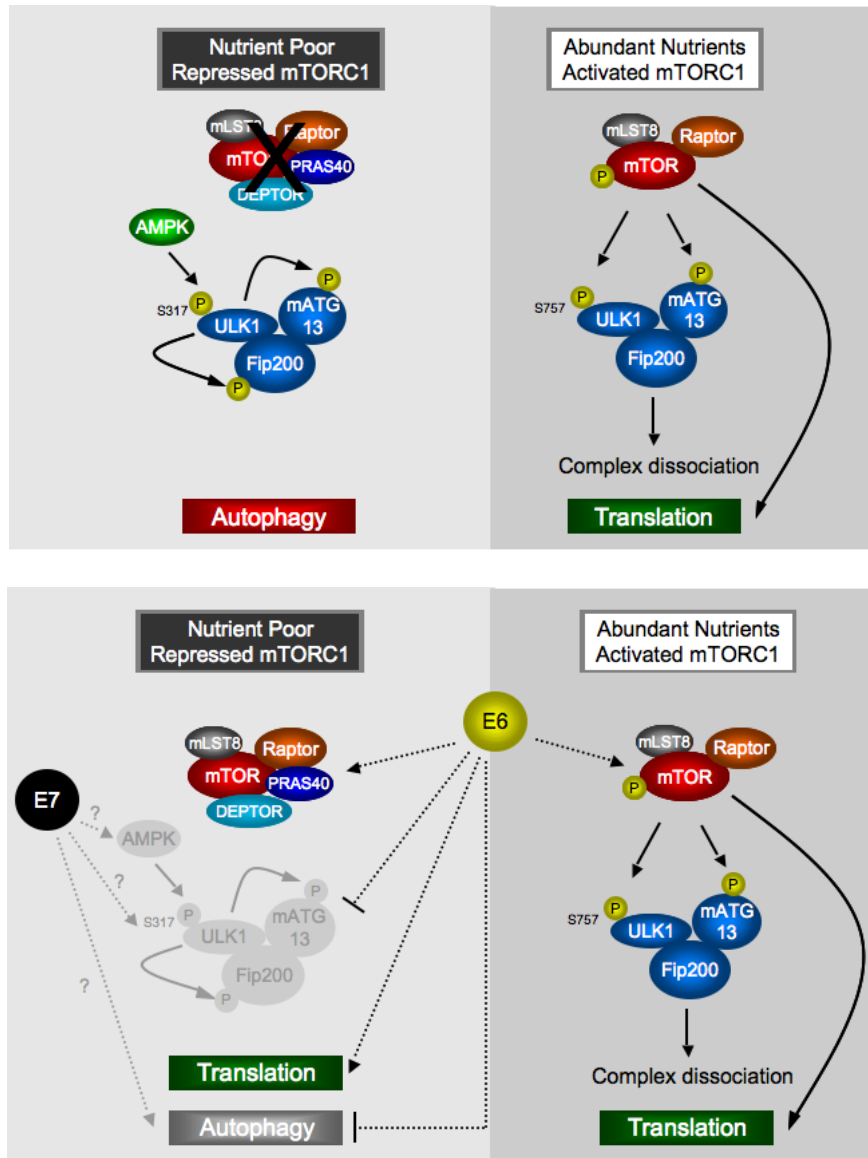 Nutrient Poor
Repressed mTORC1
Abundant Nutrients
Activated mTORC1
mLST8
Raptor
mTOR
PRAS40
DEPTOR
AMPK
P
S317
P
ULK1
mATG
13
Fip200
P
Autophagy
mLST8
Raptor
mTOR
P
P
S757
P
ULK1
mATG
13
Fip200
Complex dissociation
Translation
Nutrient Poor
Repressed mTORC1
Abundant Nutrients
Activated mTORC1
E6
mLST8
Raptor
mTOR
PRAS40
DEPTOR
E7
?
AMPK
?
P
S317
P
ULK1
mATG
13
Fip200
P
?
Translation
Autophagy
mLST8
Raptor
mTOR
P
P
S757
P
ULK1
mATG
13
Fip200
Complex dissociation
Translation